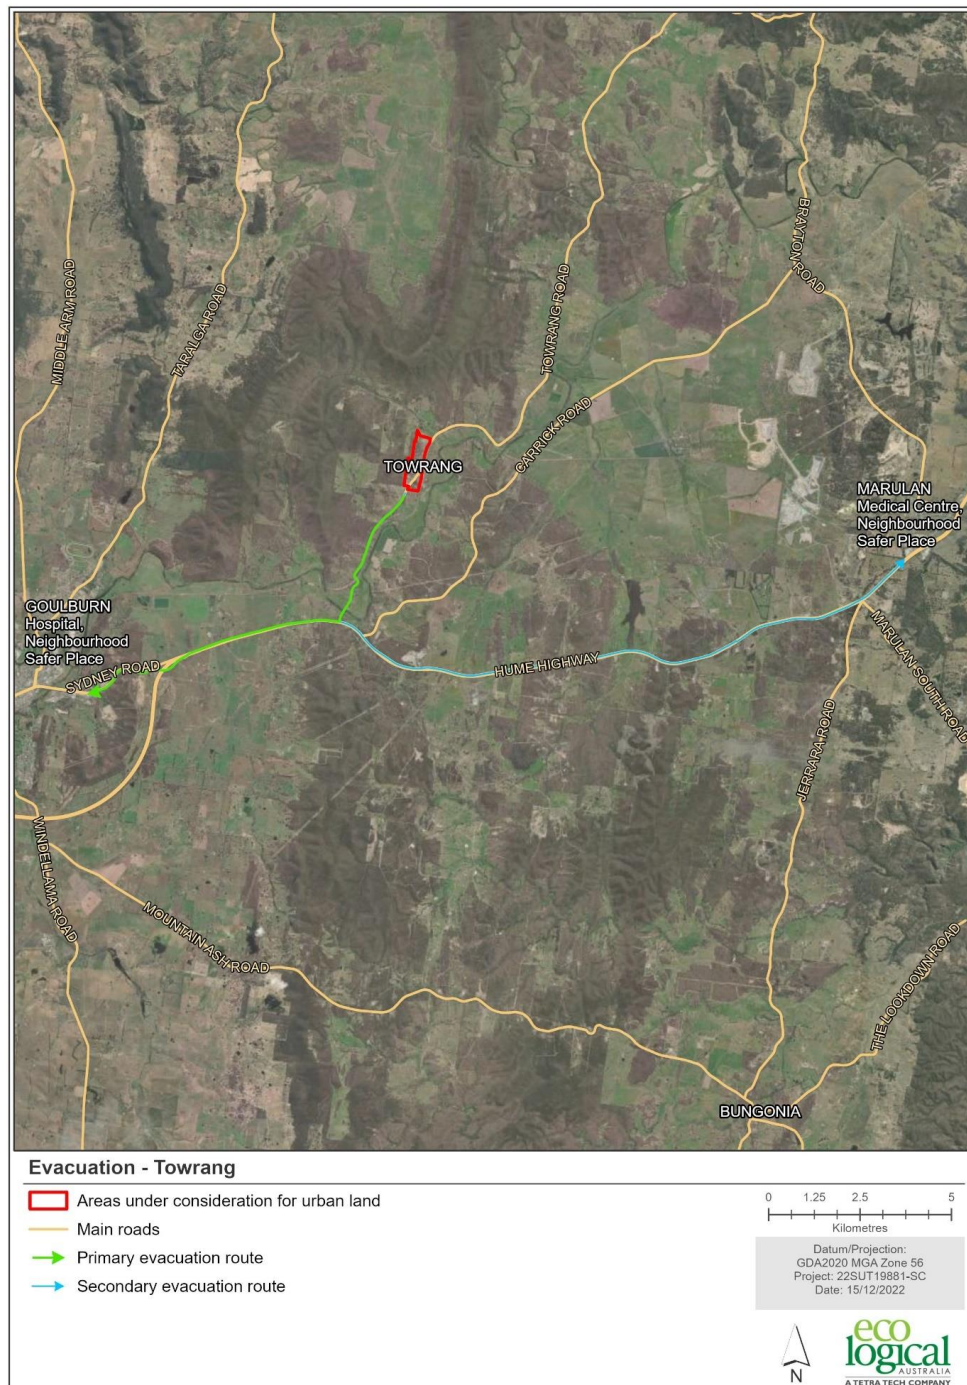 BRAYTON
ROAD
MIDDLE ARM ROAD
TARALGA ROAD
TOWRANG ROAD
CARRICK ROAD
TOWRANG
MARULAN
Medical Centre,
Neighbourhood
Safer Place
GOULBURN
Hospital,
Neighbourhood
Safer Place
SYDNEY ROAD
HUME HIGHWAY
MARULAN SOUTH ROAD
JERRARA ROAD
WINDELLAMA ROAD
MOUNTAIN ASH ROAD
THE LOOKDOWN ROAD
BUNGONIA
Evacuation - Towrang
Areas under consideration for urban land
Main roads
Primary evacuation route
Secondary evacuation route
0 1.25 2.5 5
Kilometres
Datum/Projection:
GDA2020 MGA Zone 56
Project: 22SUT19881-SC
Date: 15/12/2022
N
eco
logical
AUSTRALIA
A TETRA TECH COMPANY